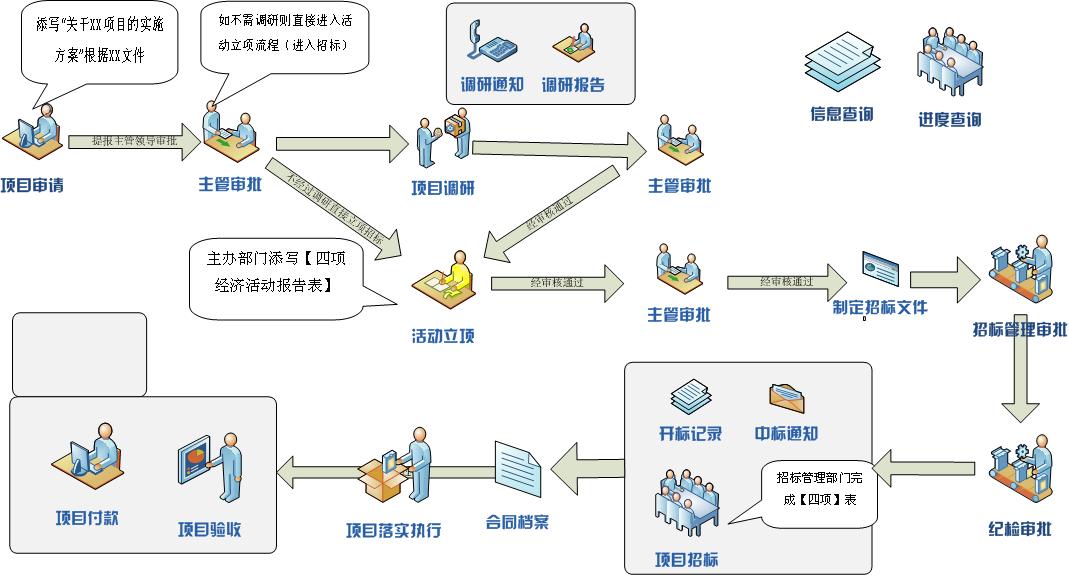 添写“关于XX项目的实施
方案”根据XX文件
如不需调研则直接进入活
动立项流程（进入招标）
调研通知
调研报告
信息查询
进度查询
提报主管领导审批
项目审请
主管审批
项目调研
主管审批
不经过调研直接立项招标
经审核通过
主办部门添写【四项
经济活动报告表】
活动立项
经审核通过
主管审批
经审核通过
制定招标文件
招标管理审批
开标记录
中标通知
招标管理部门完
成【四项】表
项目招标
纪检审批
合同档案
项目落实执行
项目验收
项目付款